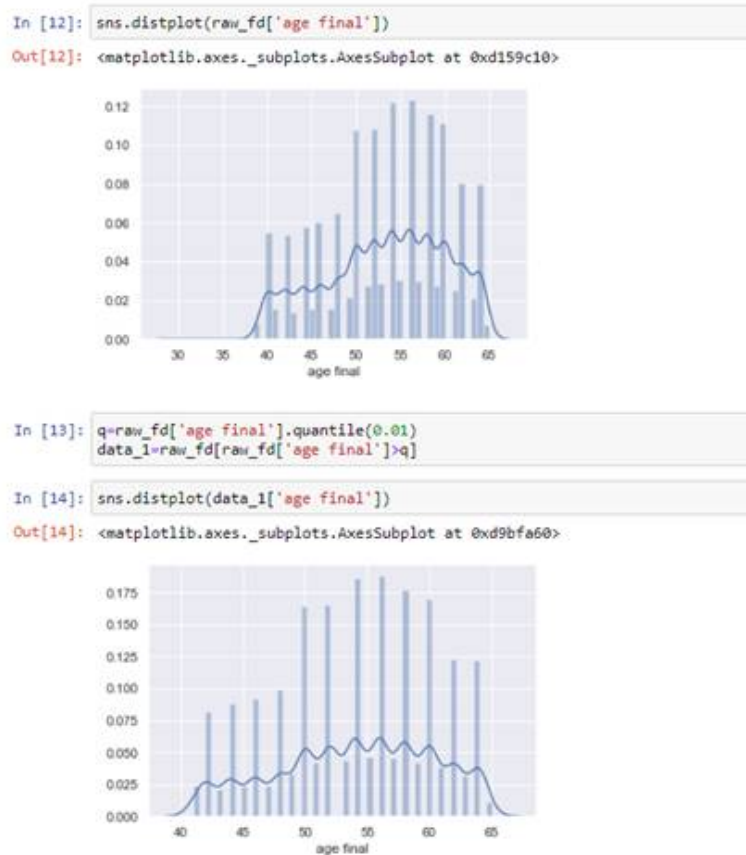 In [12]: sns.distplot(raw_fd['age final'])
Out[12]: <matplotlib.axes._subplots.AxesSubplot at 0xd159c10>
0.12
0.10
0.08
0.06
0.04
0.02
0.00
30 35 40 45 50 55 60 65
age final
In [13]: q=raw_fd['age final'].quantile(0.01)
data_1=raw_fd[raw_fd['age final']>q]
In [14]: sns.distplot(data_1['age final'])
Out[14]: <matplotlib.axes._subplots.AxesSubplot at 0xd9bfa60>
0.175
0.150
0.125
0.100
0.075
0.050
0.025
0.000
40 45 50 55 60 65
age final